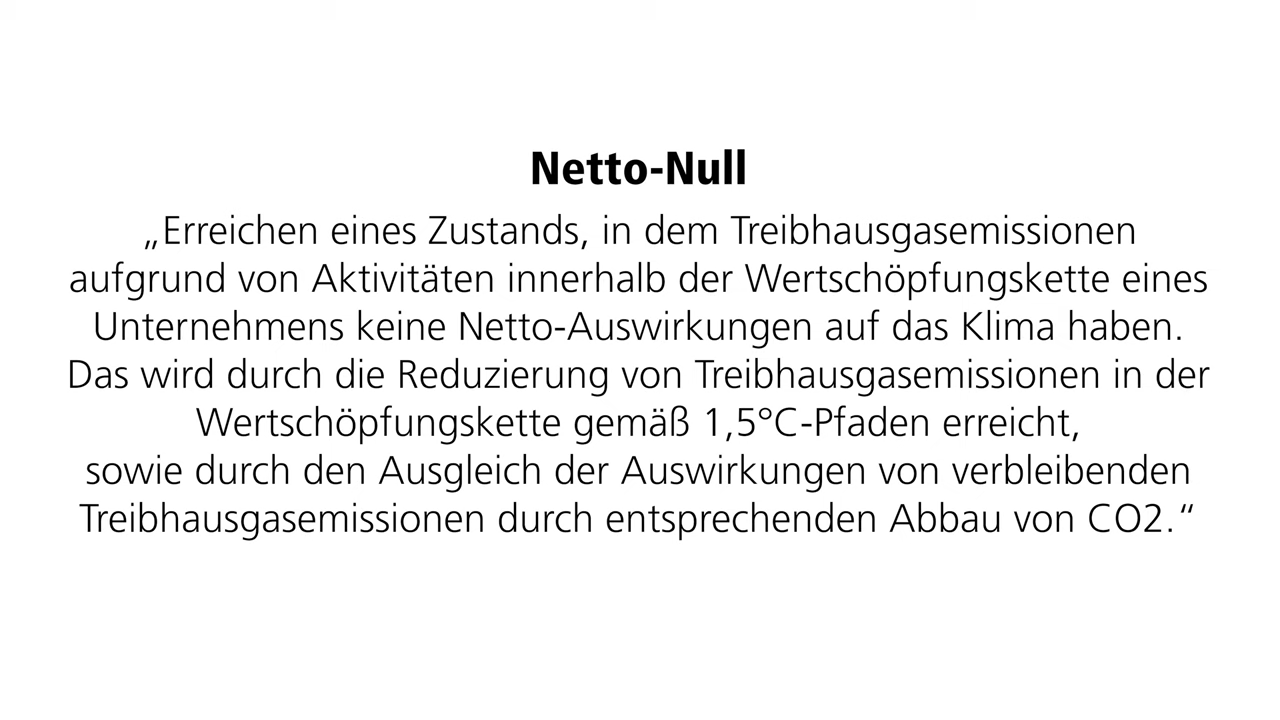 Netto-Null
„Erreichen eines Zustands, in dem Treibhausgasemissionen
aufgrund von Aktivitäten innerhalb der Wertschöpfungskette eines
Unternehmens keine Netto-Auswirkungen auf das Klima haben.
Das wird durch die Reduzierung von Treibhausgasemissionen in der
Wertschöpfungskette gemäß 1,5°C-Pfaden erreicht,
sowie durch den Ausgleich der Auswirkungen von verbleibenden
Treibhausgasemissionen durch entsprechenden Abbau von CO2.“